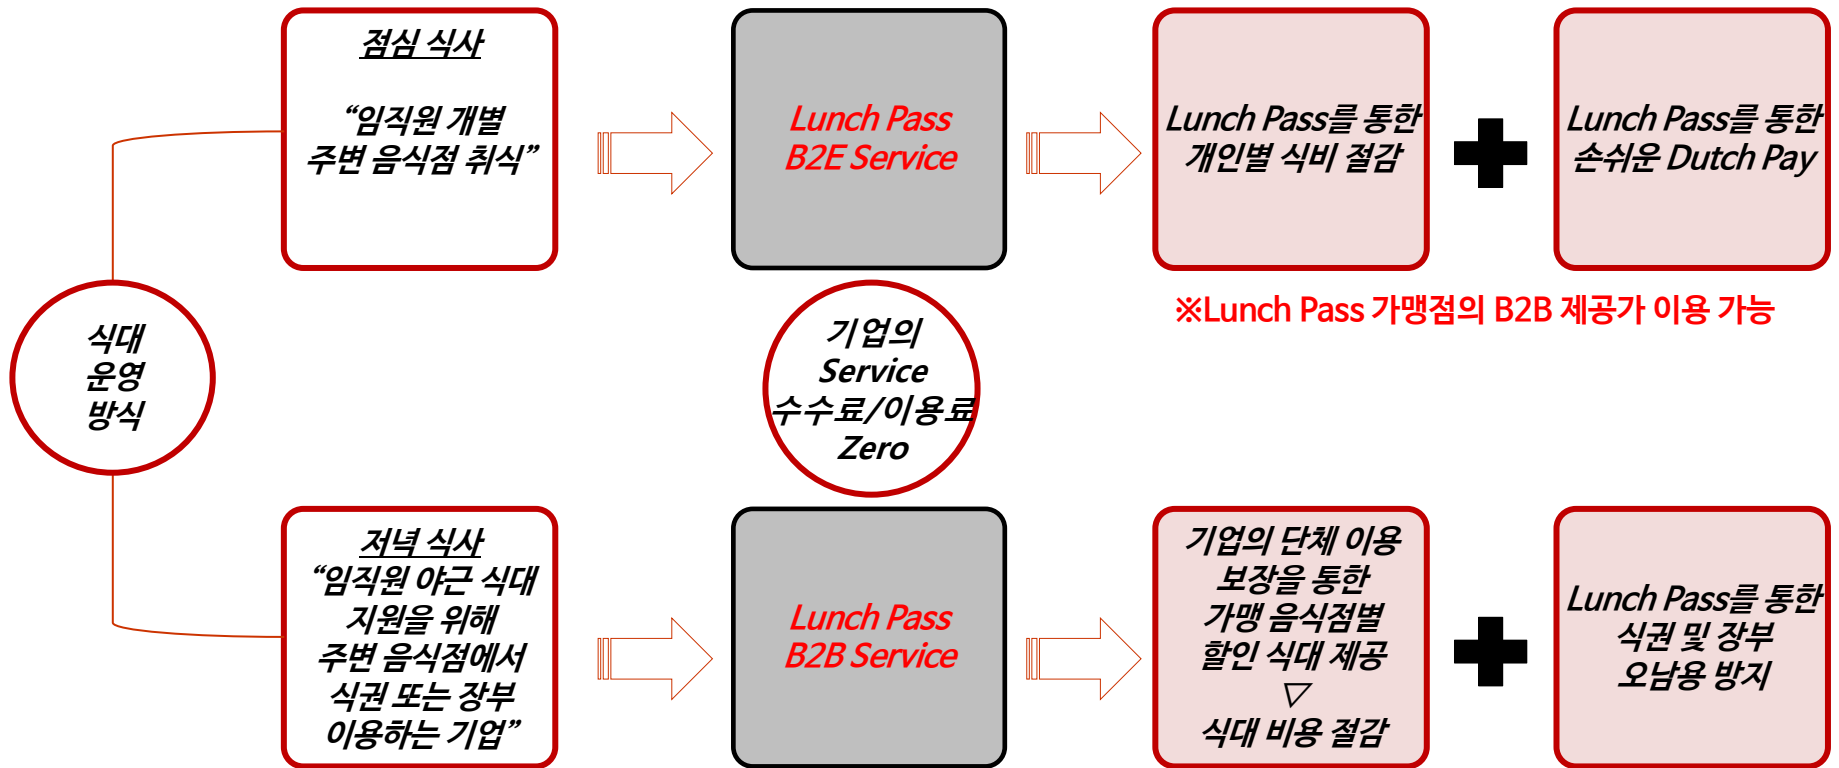 점심 식사
“임직원 개별
주변 음식점 취식”
Lunch Pass
B2E Service
Lunch Pass를 통한
개인별 식비 절감
Lunch Pass를 통한
손쉬운 Dutch Pay
※Lunch Pass 가맹점의 B2B 제공가 이용 가능
식대
운영
방식
기업의
Service
수수료/이용료
Zero
저녁 식사
“임직원 야근 식대
지원을 위해
주변 음식점에서
식권 또는 장부
이용하는 기업”
Lunch Pass
B2B Service
기업의 단체 이용
보장을 통한
가맹 음식점별
할인 식대 제공
▽
식대 비용 절감
Lunch Pass를 통한
식권 및 장부
오남용 방지